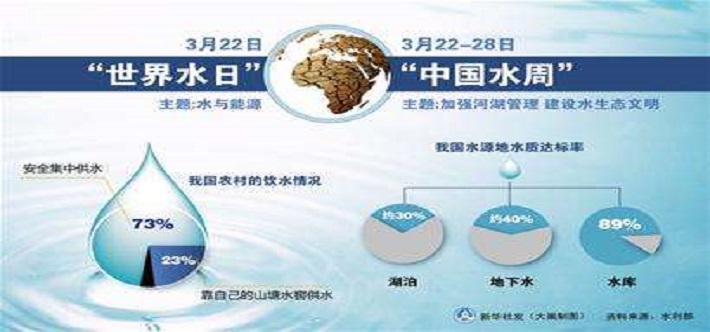 3月22日
“世界水日”
主题:水与能源
3月22-28日
“中国水周”
主题:加强河湖管理 建设水生态文明
安全集中供水
我国农村的饮水情况
73%
23%
靠自己的山塘水窖供水
我国水源地水质达标率
约30%
约40%
89%
湖泊
地下水
水库
新华社发(大巢制图) 资料来源:水利部